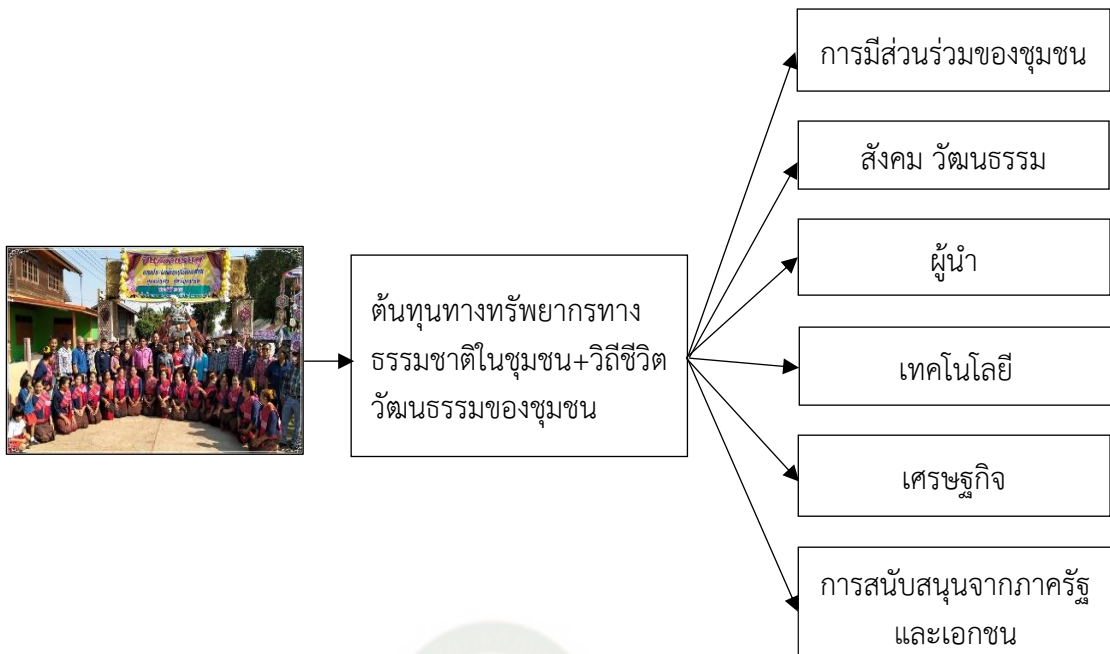 การมีส่วนร่วมของชุมชน
สังคม วัฒนธรรม
ผู้นำ
ต้นทุนทางทรัพยากรทาง
ธรรมชาติในชุมชน+วิถีชีวิต
วัฒนธรรมของชุมชน
เทคโนโลยี
เศรษฐกิจ
การสนับสนุนจากภาครัฐ
และเอกชน